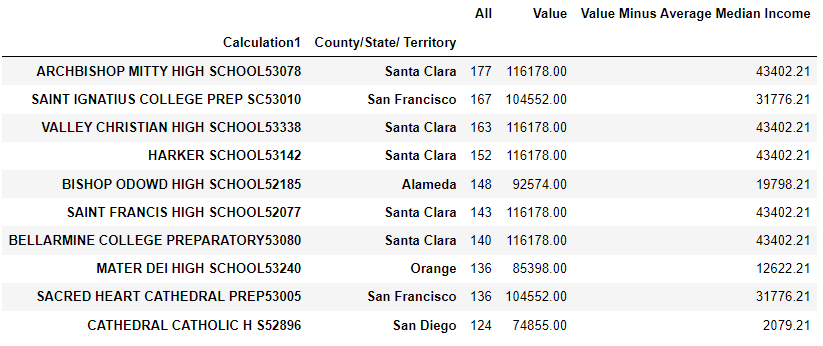 All Value Value Minus Average Median Income
Calculation1 County/State/ Territory
ARCHBISHOP MITTY HIGH SCHOOL53078 Santa Clara 177 116178.00 43402.21
SAINT IGNATIUS COLLEGE PREP SC53010 San Francisco 167 104552.00 31776.21
VALLEY CHRISTIAN HIGH SCHOOL53338 Santa Clara 163 116178.00 43402.21
HARKER SCHOOL53142 Santa Clara 152 116178.00 43402.21
BISHOP ODOWD HIGH SCHOOL52185 Alameda 148 92574.00 19798.21
SAINT FRANCIS HIGH SCHOOL52077 Santa Clara 143 116178.00 43402.21
BELLARMINE COLLEGE PREPARATORY53080 Santa Clara 140 116178.00 43402.21
MATER DEI HIGH SCHOOL53240 Orange 136 85398.00 12622.21
SACRED HEART CATHEDRAL PREP53005 San Francisco 136 104552.00 31776.21
CATHEDRAL CATHOLIC H S52896 San Diego 124 74855.00 2079.21